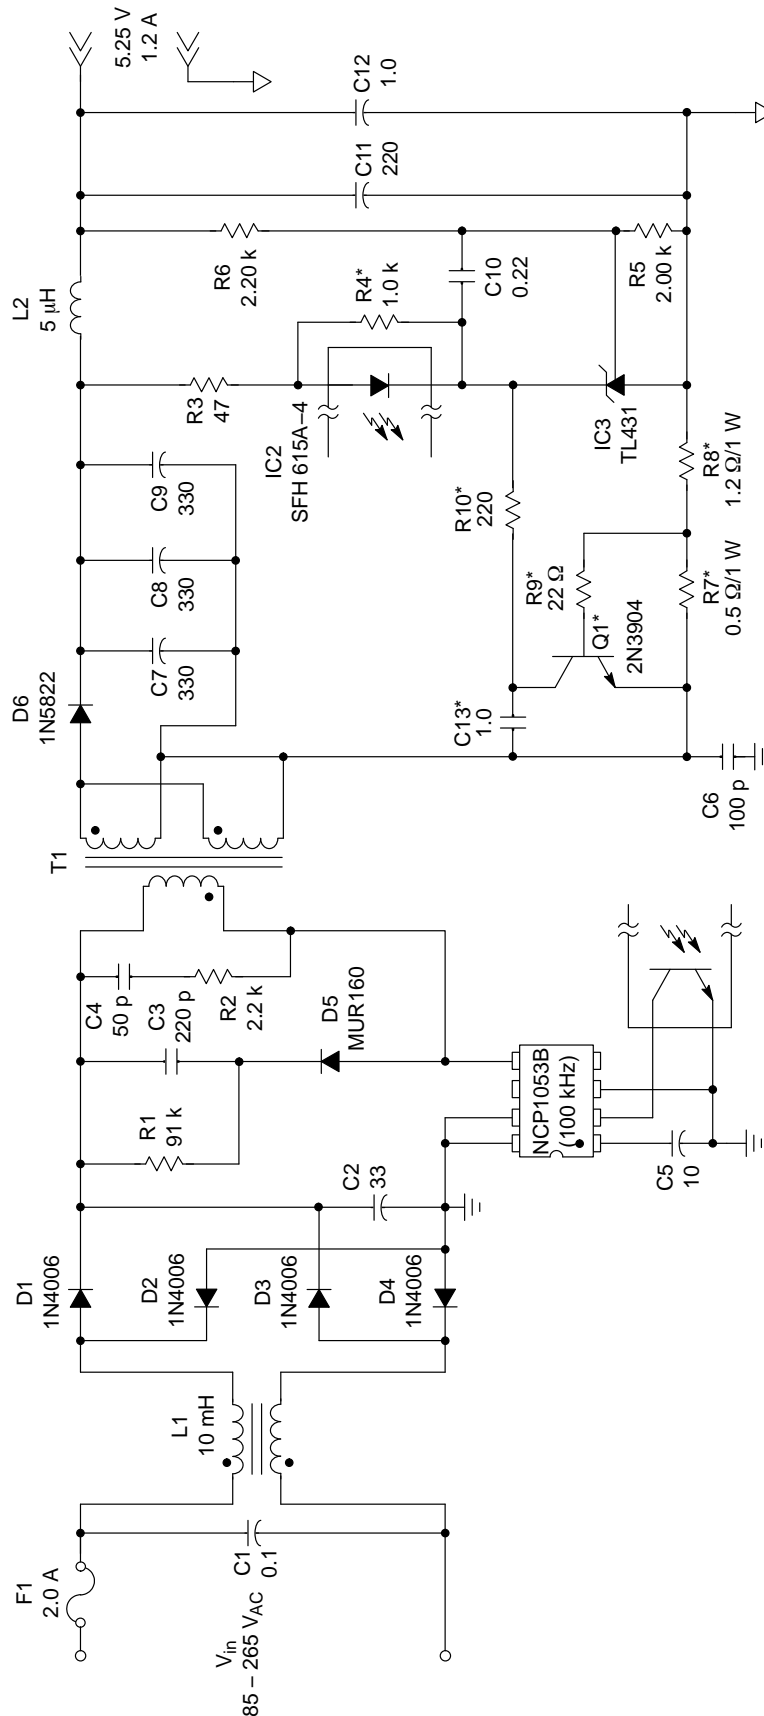 F1
2.0 A
V_in
85 – 265 V_AC
C1
0.1
L1
10 mH
D1
1N4006
D2
1N4006
D3
1N4006
D4
1N4006
C2
33
R1
91 k
C4
50 p
C3
220 p
R2
2.2 k
D5
MUR160
NCP1053B
(100 kHz)
C5
10
T1
D6
1N5822
C7
330
C8
330
C9
330
L2
5 μH
R3
47
IC2
SFH 615A–4
R4*
1.0 k
R6
2.20 k
C10
0.22
C11
220
C12
1.0
5.25 V
1.2 A
R10*
220
R9*
22 Ω
Q1*
2N3904
C13*
1.0
IC3
TL431
R5
2.00 k
R7*
0.5 Ω/1 W
R8*
1.2 Ω/1 W
C6
100 p